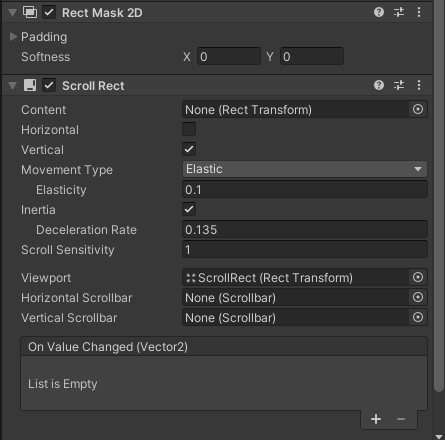 Rect Mask 2D
Padding
Softness X 0 Y 0
Scroll Rect
Content None (Rect Transform)
Horizontal
Vertical
Movement Type Elastic
Elasticity 0.1
Inertia
Deceleration Rate 0.135
Scroll Sensitivity 1
Viewport ScrollRect (Rect Transform)
Horizontal Scrollbar None (Scrollbar)
Vertical Scrollbar None (Scrollbar)
On Value Changed (Vector2)
List is Empty